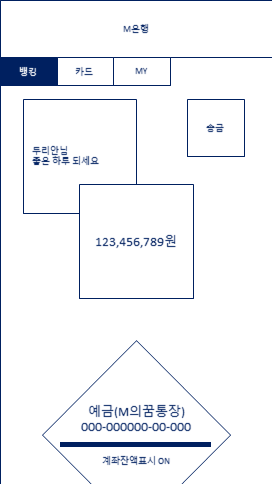 M은행
뱅킹
카드
MY
송금
두리안님
좋은 하루 되세요
123,456,789원
예금(M의꿈통장)
000-000000-00-000
계좌잔액표시 ON